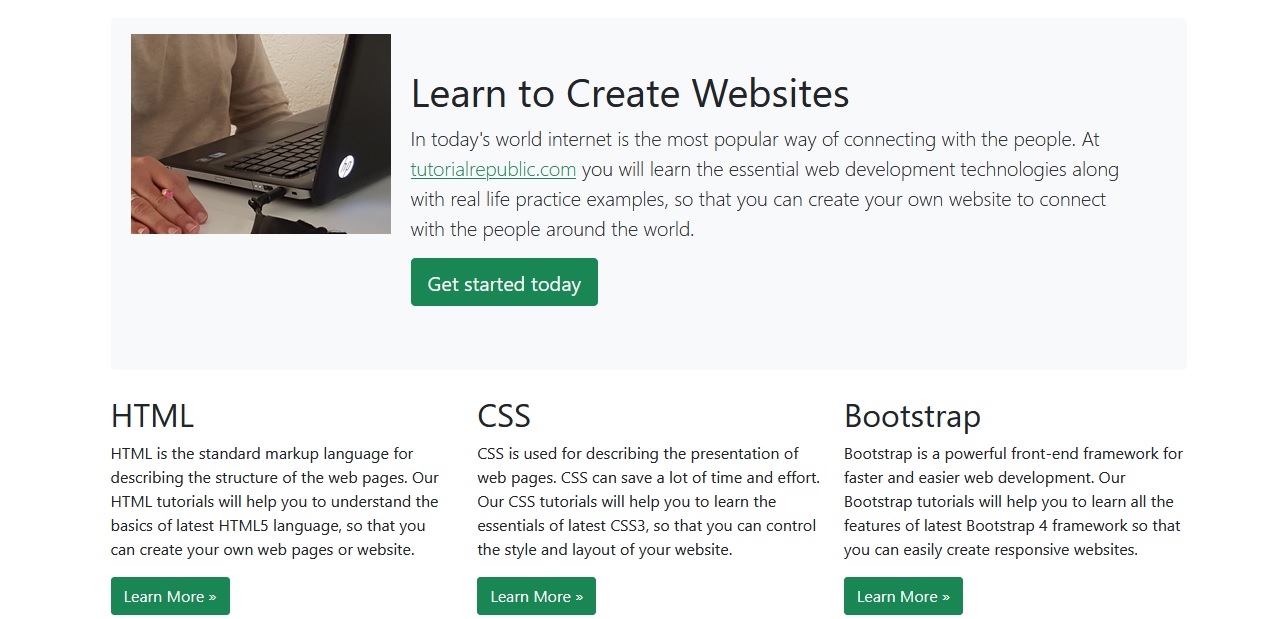 Learn to Create Websites
In today's world internet is the most popular way of connecting with the people. At
tutorialrepublic.com you will learn the essential web development technologies along
with real life practice examples, so that you can create your own website to connect
with the people around the world.
Get started today
hp
HTML
HTML is the standard markup language for
describing the structure of the web pages. Our
HTML tutorials will help you to understand the
basics of latest HTML5 language, so that you
can create your own web pages or website.
Learn More »
CSS
CSS is used for describing the presentation of
web pages. CSS can save a lot of time and effort.
Our CSS tutorials will help you to learn the
essentials of latest CSS3, so that you can control
the style and layout of your website.
Learn More »
Bootstrap
Bootstrap is a powerful front-end framework for
faster and easier web development. Our
Bootstrap tutorials will help you to learn all the
features of latest Bootstrap 4 framework so that
you can easily create responsive websites.
Learn More »